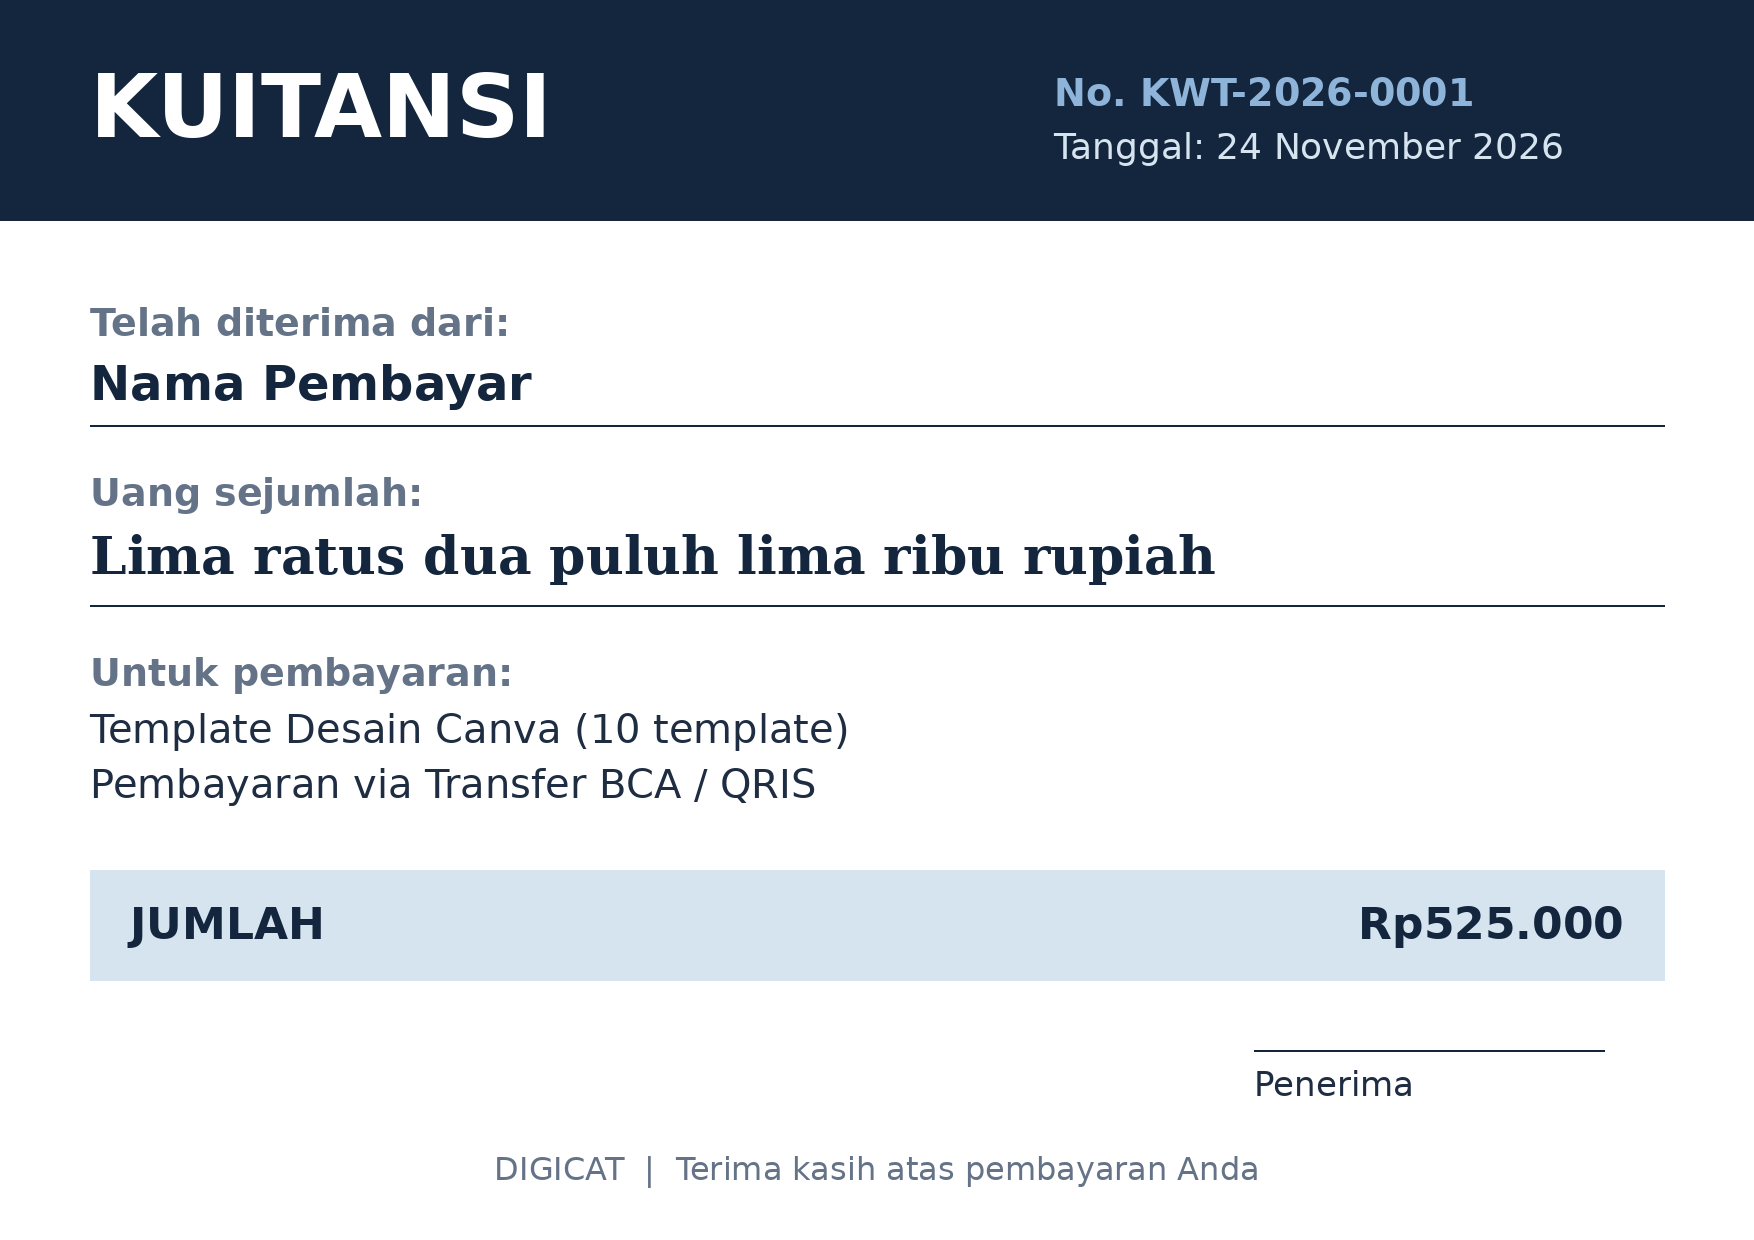 KUITANSI
No. KWT-2026-0001
Tanggal: 24 November 2026
Telah diterima dari:
Nama Pembayar
Uang sejumlah:
Lima ratus dua puluh lima ribu rupiah
Untuk pembayaran:
Template Desain Canva (10 template)
Pembayaran via Transfer BCA / QRIS
JUMLAH Rp525.000
Penerima
DIGICAT | Terima kasih atas pembayaran Anda